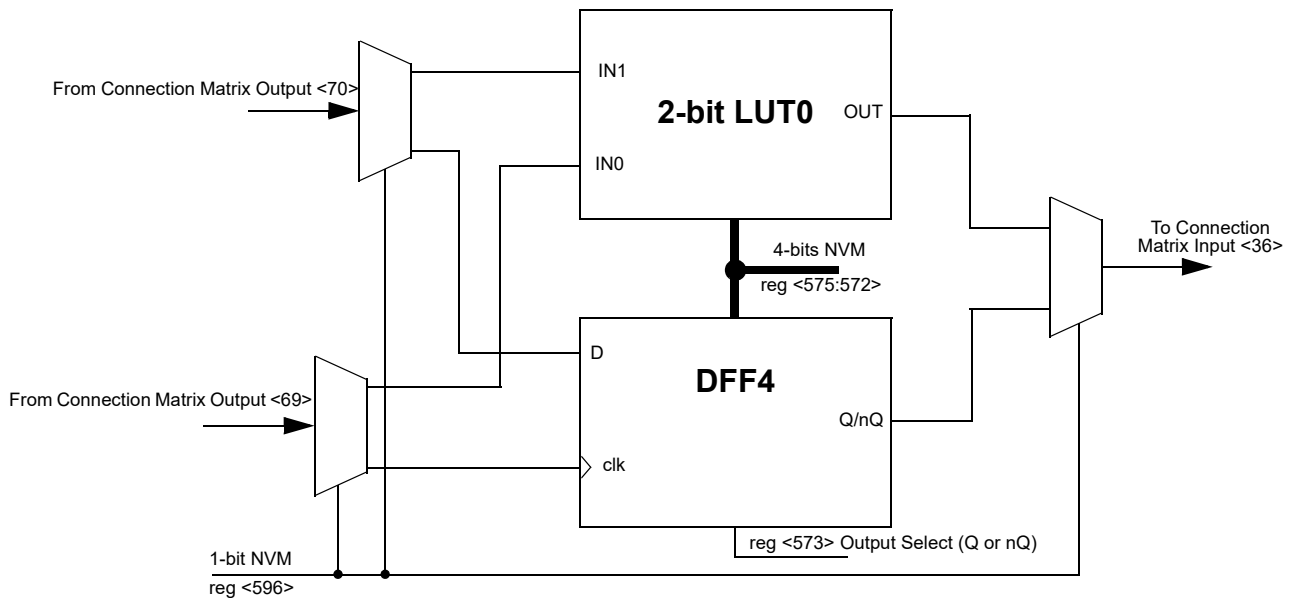 From Connection Matrix Output <70>
IN1
2-bit LUT0
OUT
IN0
To Connection
Matrix Input <36>
4-bits NVM
reg <575:572>
D
DFF4
From Connection Matrix Output <69>
Q/nQ
clk
reg <573> Output Select (Q or nQ)
1-bit NVM
reg <596>